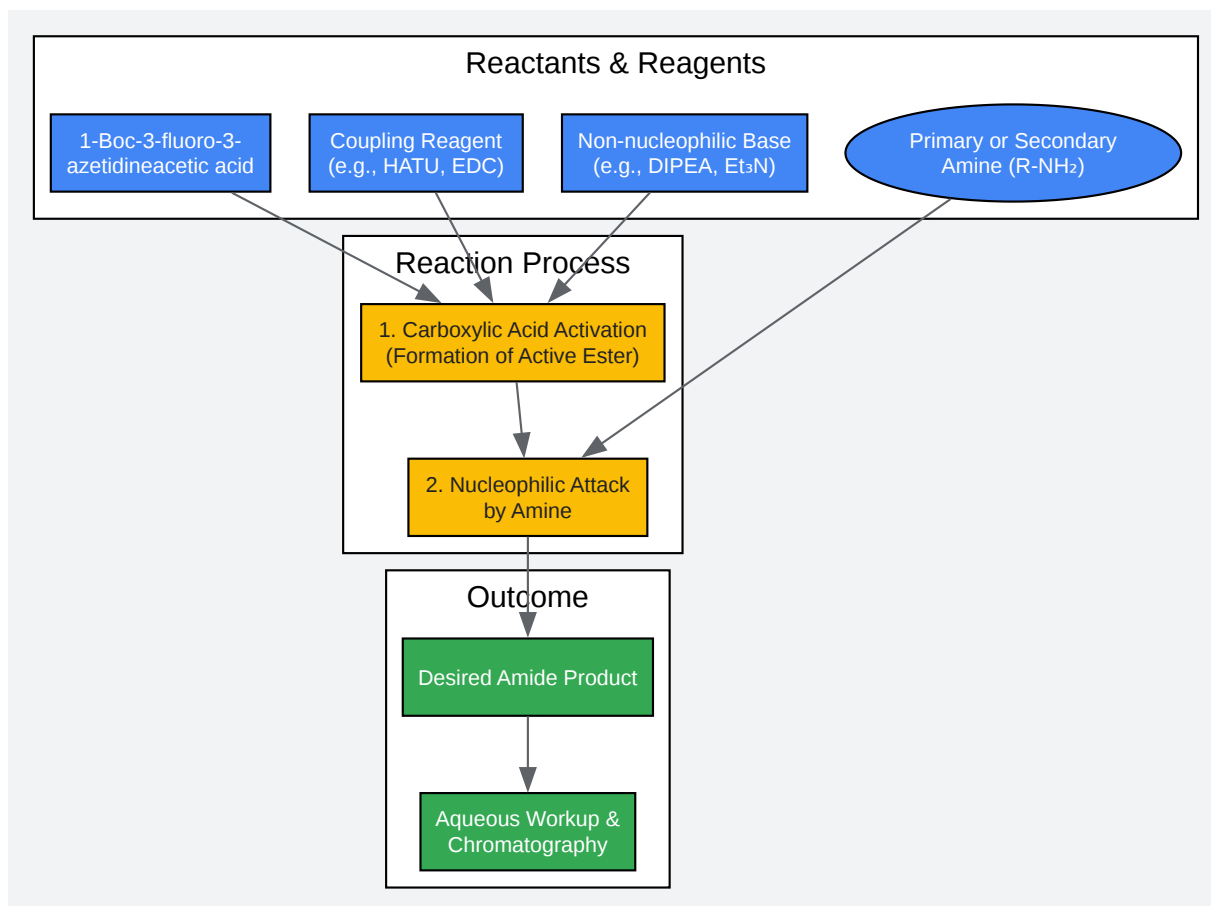 Reactants & Reagents
1-Boc-3-fluoro-3-
azetidineacetic acid
Coupling Reagent
(e.g., HATU, EDC)
Non-nucleophilic Base
(e.g., DIPEA, Et₃N)
Primary or Secondary
Amine (R-NH₂)
Reaction Process
1. Carboxylic Acid Activation
(Formation of Active Ester)
2. Nucleophilic Attack
by Amine
Outcome
Desired Amide Product
Aqueous Workup &
Chromatography